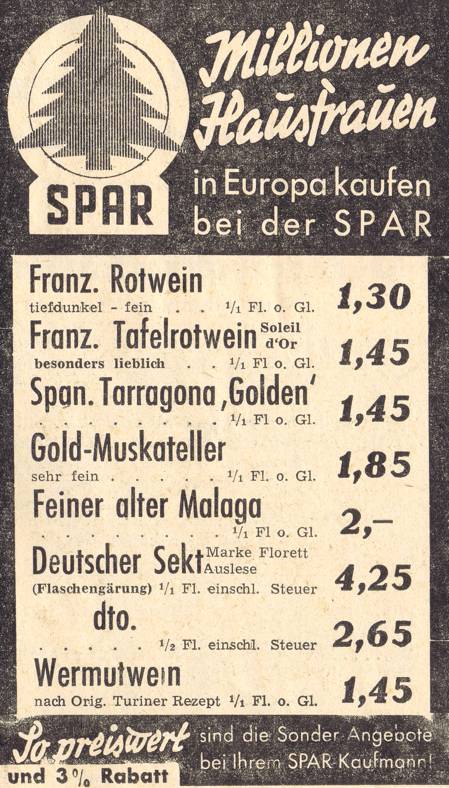 SPAR
Millionen
Hausfrauen
in Europa kaufen
bei der SPAR
Franz. Rotwein
tiefdunkel - fein . . 1/1 Fl. o. Gl. 1,30
Franz. Tafelrotwein Soleil d'Or
besonders lieblich . . 1/1 Fl o. Gl. 1,45
Span. Tarragona ‚Golden'
. . . . . . . . . 1/1 Fl o. Gl. 1,45
Gold-Muskateller
sehr fein . . . . . 1/1 Fl. o. Gl. 1,85
Feiner alter Malaga
. . . . . . . . . 1/1 Fl. o. Gl. 2,–
Deutscher Sekt Marke Florett Auslese
(Flaschengärung) 1/1 Fl. einschl. Steuer 4,25
dto.
. . . . . 1/2 Fl. einschl. Steuer 2,65
Wermutwein
nach Orig. Turiner Rezept 1/1 Fl. o. Gl. 1,45
So preiswert sind die Sonder-Angebote
bei Ihrem SPAR-Kaufmann!
und 3% Rabatt